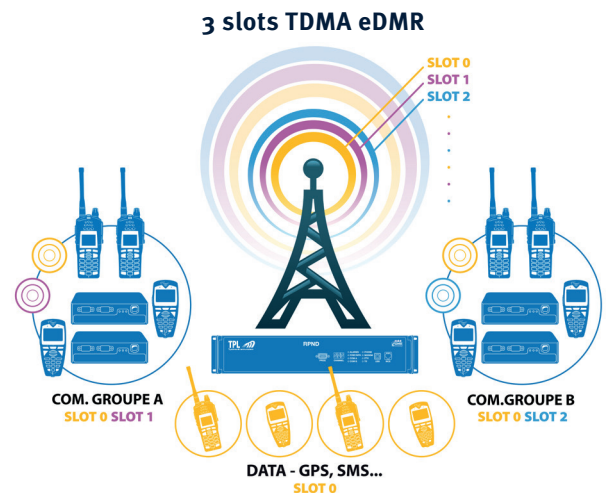 3 slots TDMA eDMR
SLOT 0
SLOT 1
SLOT 2
TPL
RPND
COM. GROUPE A
SLOT 0 SLOT 1
COM.GROUPE B
SLOT 0 SLOT 2
DATA - GPS, SMS...
SLOT 0